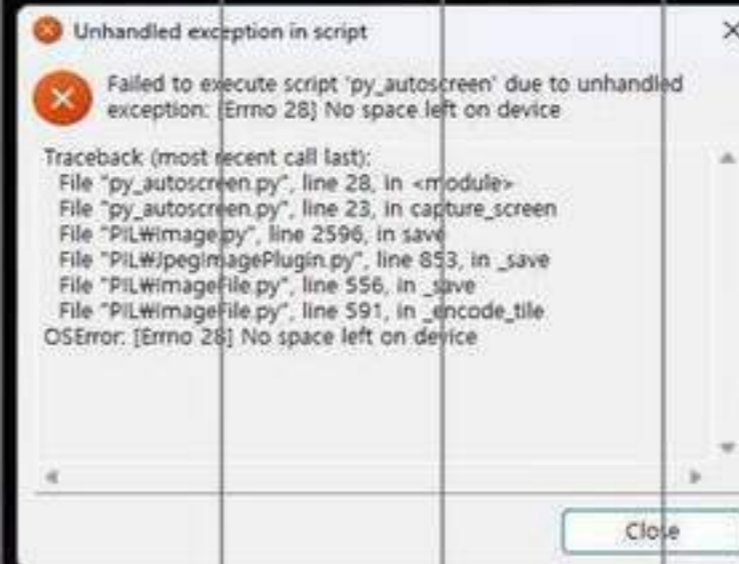 Unhandled exception in script
Failed to execute script 'py_autoscreen' due to unhandled
exception: [Errno 28] No space left on device
Traceback (most recent call last):
File "py_autoscreen.py", line 28, in <module>
File "py_autoscreen.py", line 23, in capture_screen
File "PIL₩Image.py", line 2596, in save
File "PIL₩JpegImagePlugin.py", line 853, in _save
File "PIL₩ImageFile.py", line 556, in _save
File "PIL₩ImageFile.py", line 591, in _encode_tile
OSError: [Errno 28] No space left on device
Close